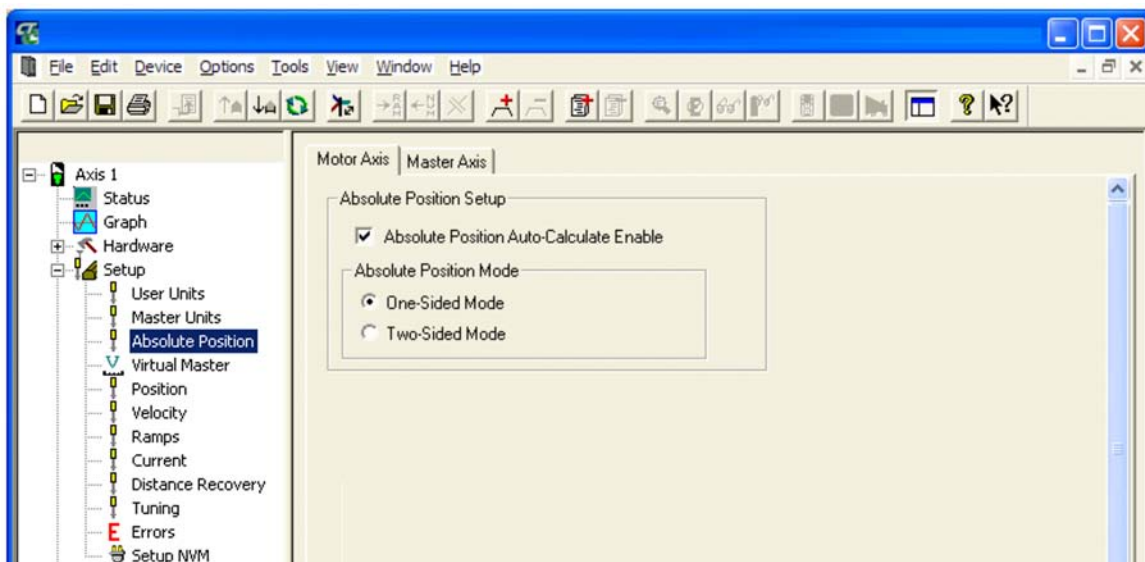 File Edit Device Options Tools View Window Help
Axis 1
Status
Graph
Hardware
Setup
User Units
Master Units
Absolute Position
Virtual Master
Position
Velocity
Ramps
Current
Distance Recovery
Tuning
E Errors
Setup NVM
Motor Axis Master Axis
Absolute Position Setup
Absolute Position Auto-Calculate Enable
Absolute Position Mode
One-Sided Mode
Two-Sided Mode